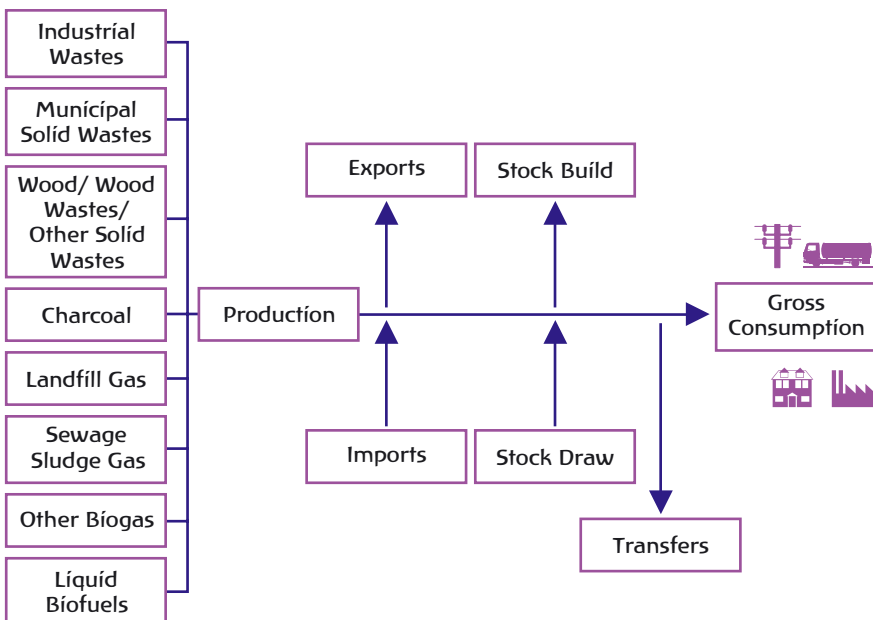 Industrial
Wastes
Municipal
Solid Wastes
Wood/ Wood
Wastes/
Other Solid
Wastes
Charcoal
Landfill Gas
Sewage
Sludge Gas
Other Biogas
Liquid
Biofuels
Production
Exports
Stock Build
Imports
Stock Draw
Transfers
Gross
Consumption